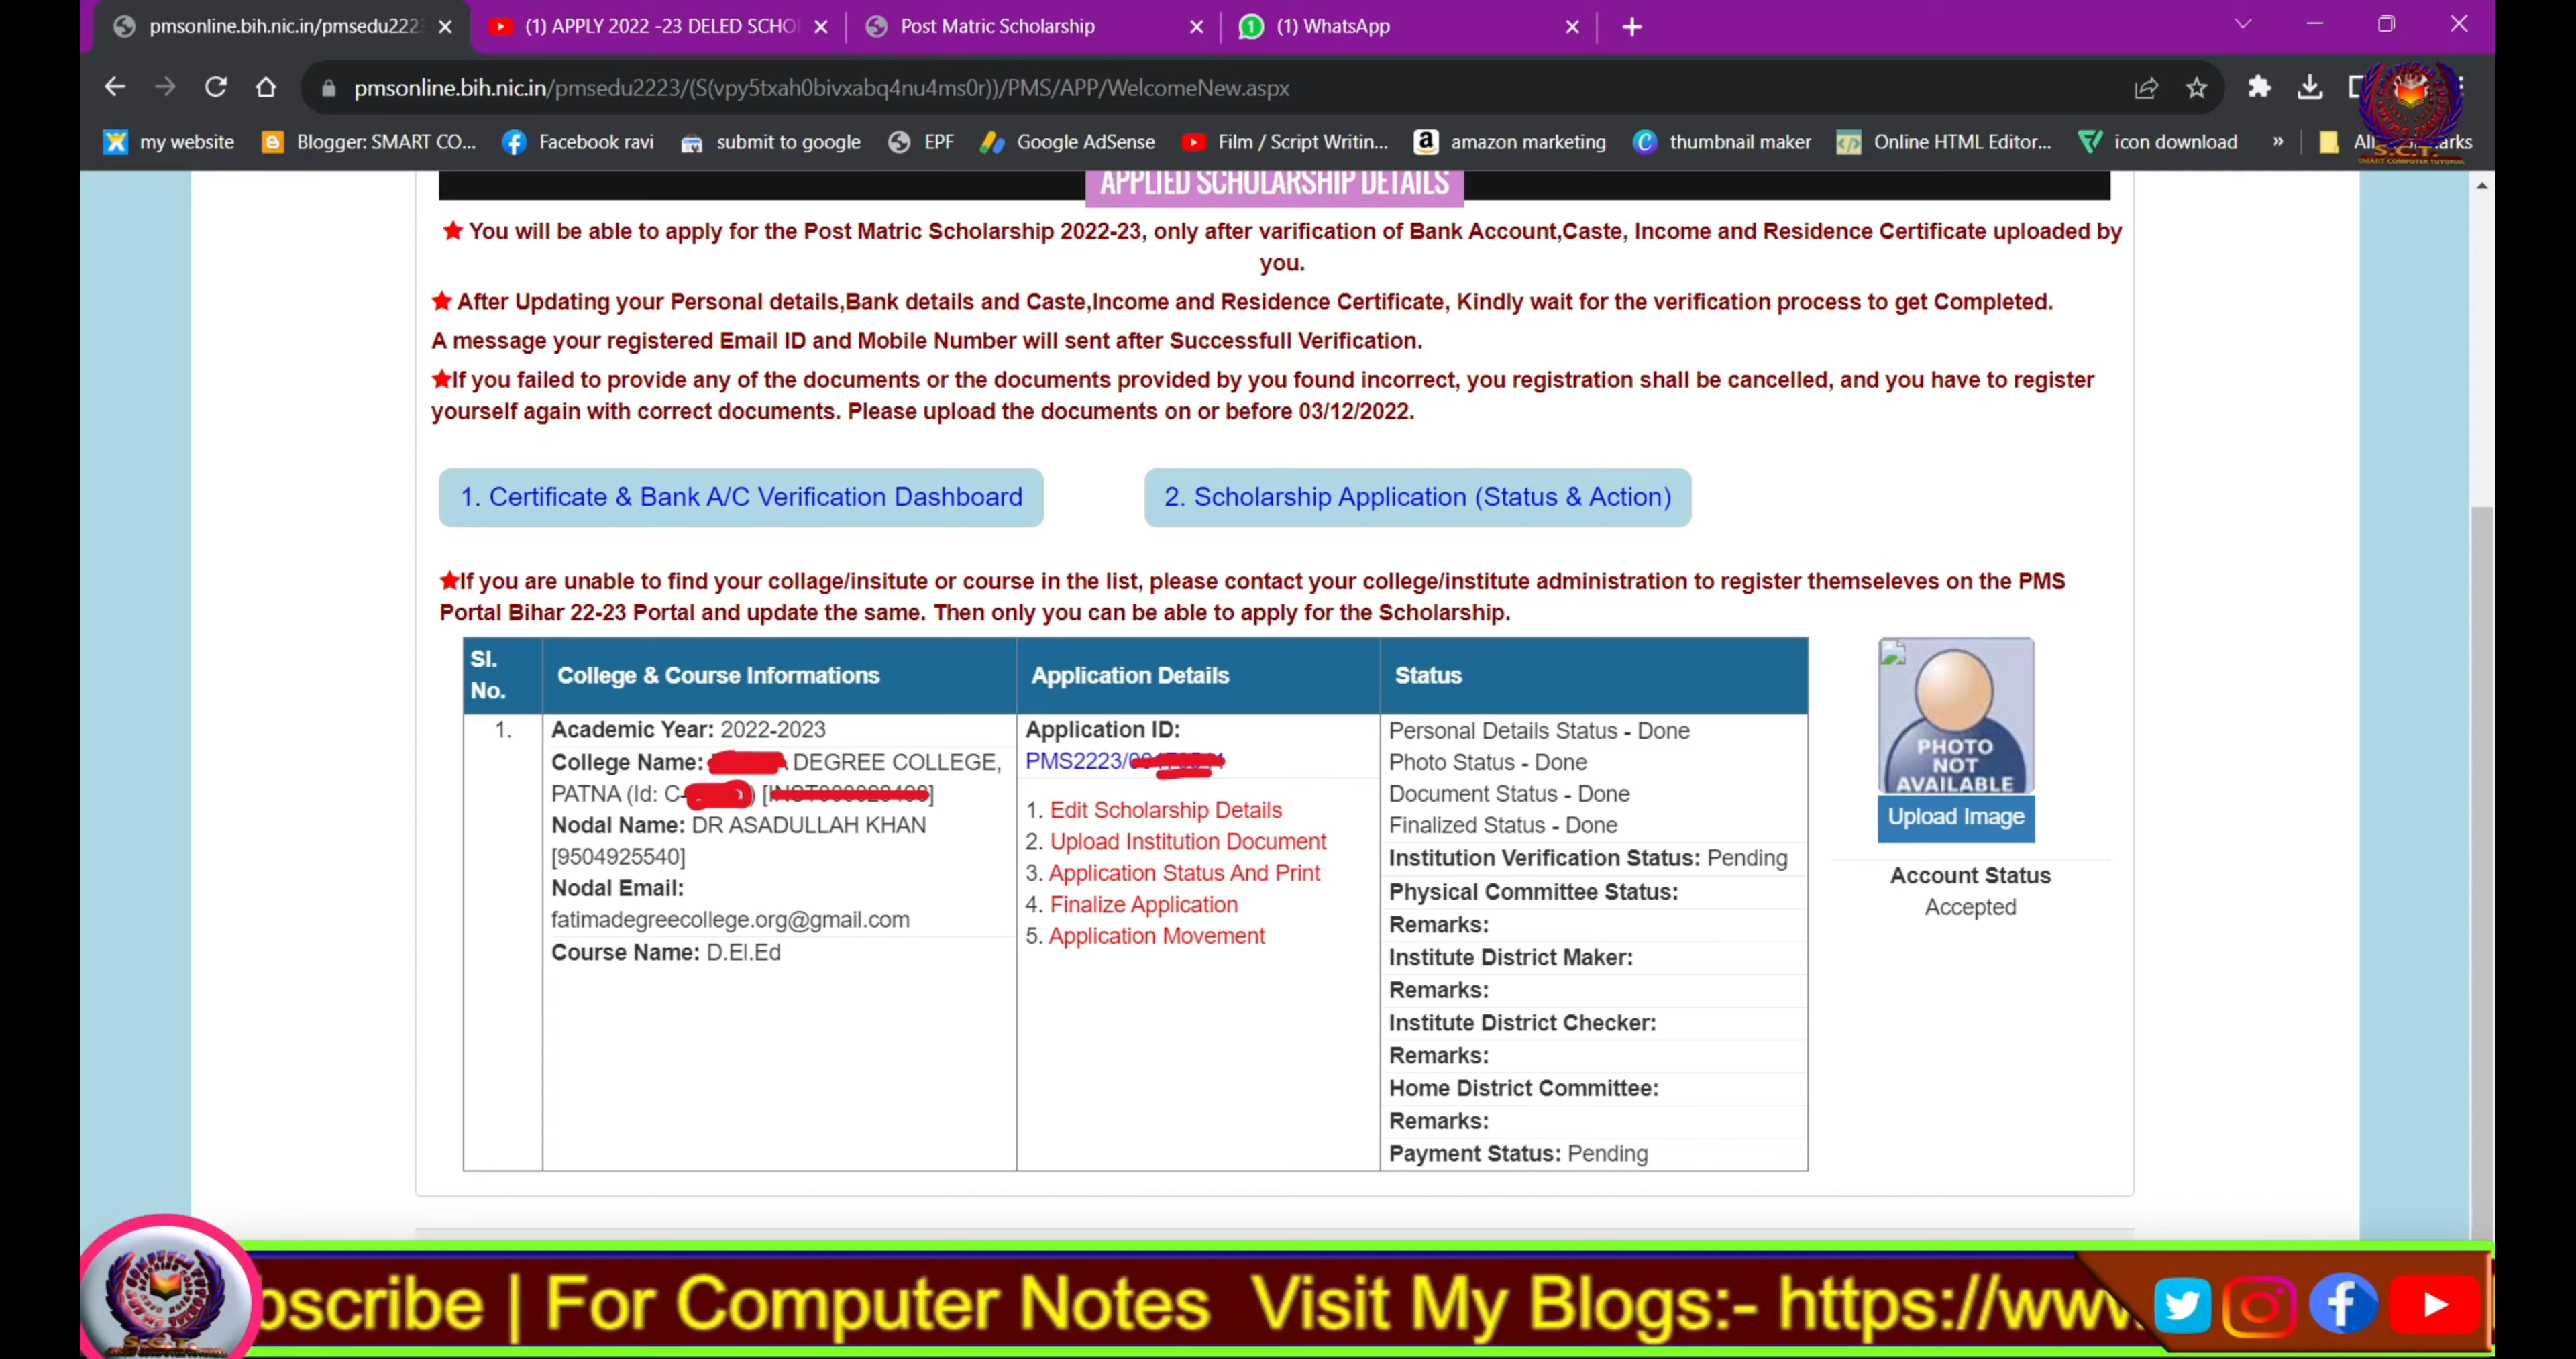 pmsonline.bih.nic.in/pmsedu222
(1) APPLY 2022 -23 DELED SCHO
Post Matric Scholarship
(1) WhatsApp
pmsonline.bih.nic.in/pmsedu2223/(S(vpy5txah0bivxabq4nu4ms0r))/PMS/APP/WelcomeNew.aspx
my website
Blogger: SMART CO...
Facebook ravi
submit to google
EPF
Google AdSense
Film / Script Writin...
amazon marketing
thumbnail maker
Online HTML Editor...
icon download
»
All
arks
S.C.T.
SMART COMPUTER TUTORIAL
APPLIED SCHOLARSHIP DETAILS
You will be able to apply for the Post Matric Scholarship 2022-23, only after varification of Bank Account,Caste, Income and Residence Certificate uploaded by
you.
After Updating your Personal details,Bank details and Caste,Income and Residence Certificate, Kindly wait for the verification process to get Completed.
A message your registered Email ID and Mobile Number will sent after Successfull Verification.
If you failed to provide any of the documents or the documents provided by you found incorrect, you registration shall be cancelled, and you have to register
yourself again with correct documents. Please upload the documents on or before 03/12/2022.
1. Certificate & Bank A/C Verification Dashboard
2. Scholarship Application (Status & Action)
If you are unable to find your collage/insitute or course in the list, please contact your college/institute administration to register themseleves on the PMS
Portal Bihar 22-23 Portal and update the same. Then only you can be able to apply for the Scholarship.
Sl. No.
College & Course Informations
Application Details
Status
1.
Academic Year: 2022-2023
College Name: DEGREE COLLEGE,
PATNA (Id: C- ) [ ]
Nodal Name: DR ASADULLAH KHAN
[9504925540]
Nodal Email:
fatimadegreecollege.org@gmail.com
Course Name: D.El.Ed
Application ID:
PMS2223/
1. Edit Scholarship Details
2. Upload Institution Document
3. Application Status And Print
4. Finalize Application
5. Application Movement
Personal Details Status - Done
Photo Status - Done
Document Status - Done
Finalized Status - Done
Institution Verification Status: Pending
Physical Committee Status:
Remarks:
Institute District Maker:
Remarks:
Institute District Checker:
Remarks:
Home District Committee:
Remarks:
Payment Status: Pending
PHOTO
NOT
AVAILABLE
Upload Image
Account Status
Accepted
S.C.T.
bscribe | For Computer Notes Visit My Blogs:- https://www